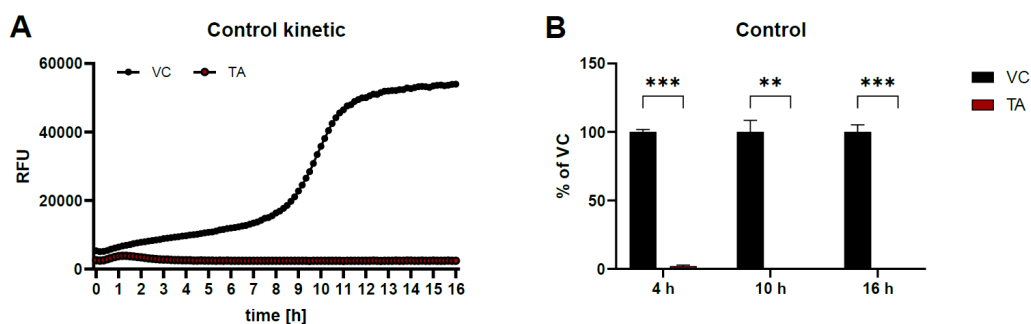 A
Control kinetic
60000
40000
20000
0
RFU
VC
TA
0 1 2 3 4 5 6 7 8 9 10 11 12 13 14 15 16
time [h]
B
Control
150
100
50
0
% of VC
***
**
***
4 h
10 h
16 h
VC
TA